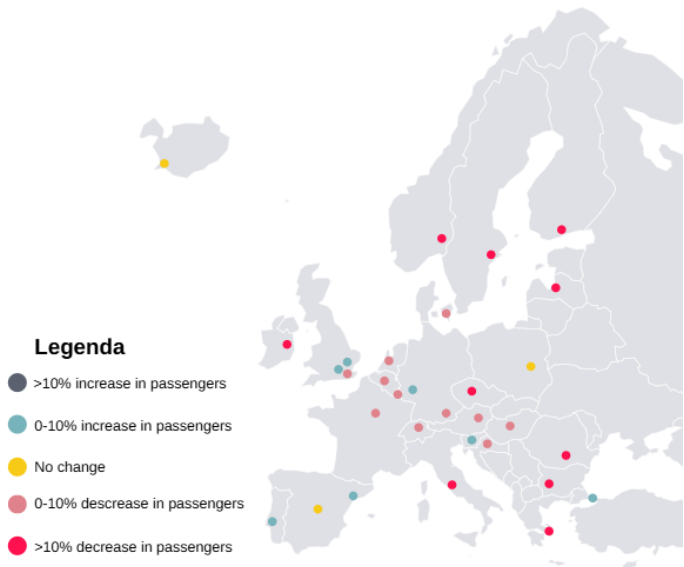 Legenda
>10% increase in passengers
0-10% increase in passengers
No change
0-10% descrease in passengers
>10% decrease in passengers